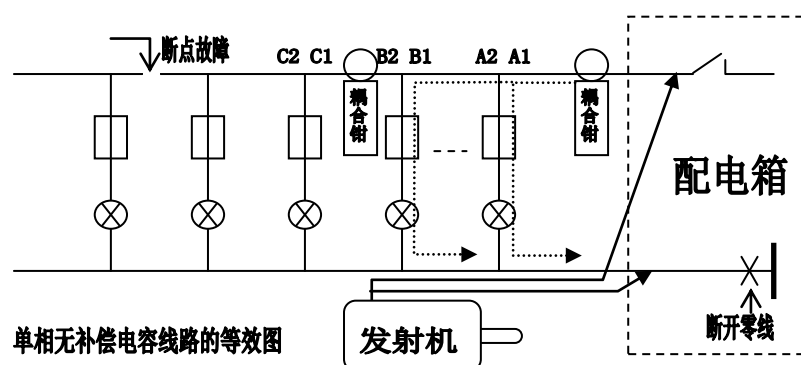 断点故障
C2 C1
B2 B1
A2 A1
耦合钳
耦合钳
配电箱
断开零线
单相无补偿电容线路的等效图
发射机